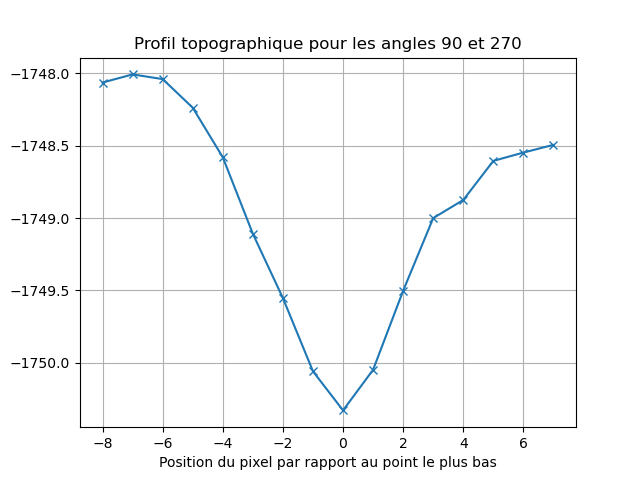 Profil topographique pour les angles 90 et 270
−1748.0
−1748.5
−1749.0
−1749.5
−1750.0
−8 −6 −4 −2 0 2 4 6
Position du pixel par rapport au point le plus bas